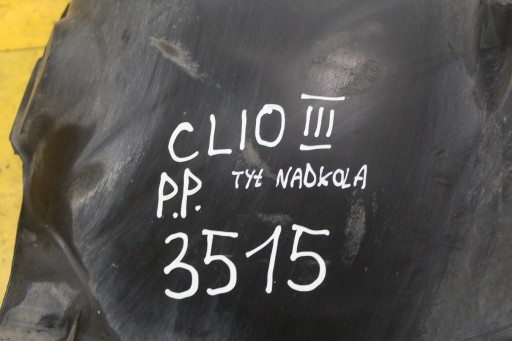 CLIO III
P.P. TYŁ NADKOLA
3515